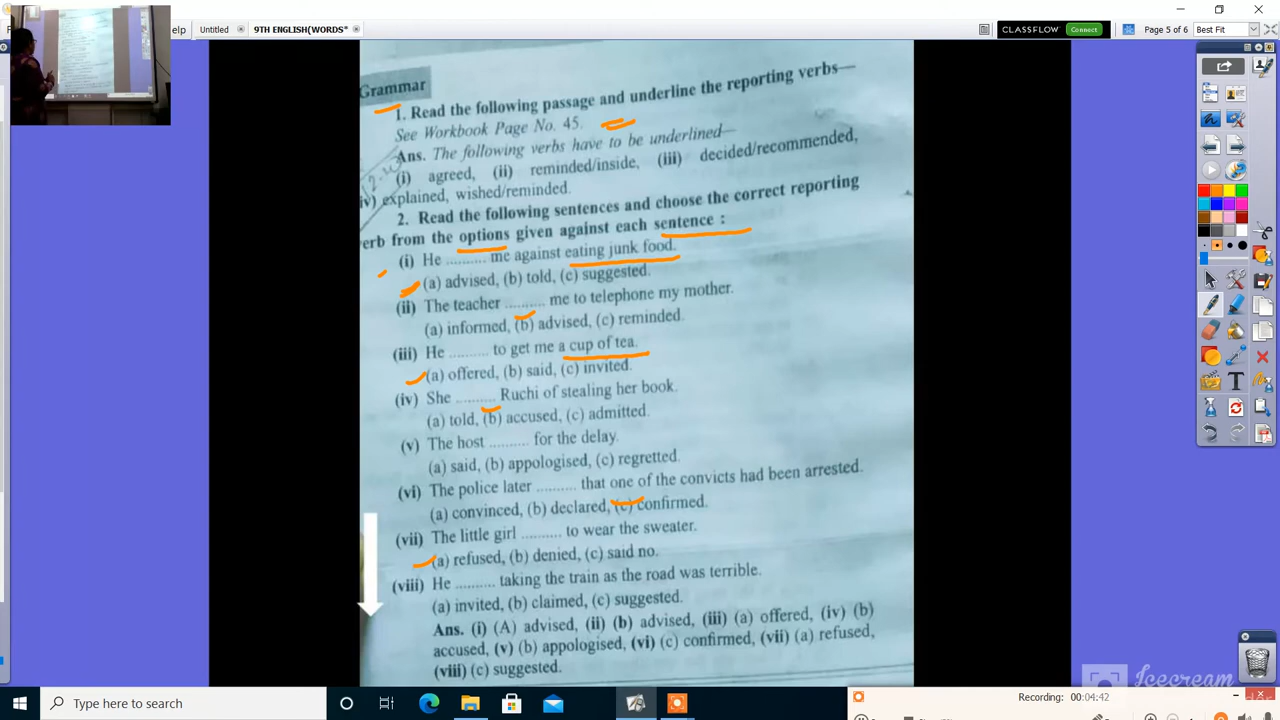 elp
Untitled
9TH ENGLISH(WORDS*
CLASSFLOW
Connect
Page 5 of 6
Best Fit
Grammar
1. Read the following passage and underline the reporting verbs—
See Workbook Page No. 45.
Ans. The following verbs have to be underlined—
(i) agreed, (ii) reminded/inside, (iii) decided/recommended,
iv) explained, wished/reminded.
2. Read the following sentences and choose the correct reporting
erb from the options given against each sentence :
(i) He .......... me against eating junk food.
(a) advised, (b) told, (c) suggested.
(ii) The teacher .......... me to telephone my mother.
(a) informed, (b) advised, (c) reminded.
(iii) He .......... to get me a cup of tea.
(a) offered, (b) said, (c) invited.
(iv) She .......... Ruchi of stealing her book.
(a) told, (b) accused, (c) admitted.
(v) The host .......... for the delay.
(a) said, (b) appologised, (c) regretted.
(vi) The police later .......... that one of the convicts had been arrested.
(a) convinced, (b) declared, (c) confirmed.
(vii) The little girl .......... to wear the sweater.
(a) refused, (b) denied, (c) said no.
(viii) He .......... taking the train as the road was terrible.
(a) invited, (b) claimed, (c) suggested.
Ans. (i) (A) advised, (ii) (b) advised, (iii) (a) offered, (iv) (b)
accused, (v) (b) appologised, (vi) (c) confirmed, (vii) (a) refused,
(viii) (c) suggested.
Icecream
Type here to search
Recording: 00:04:42